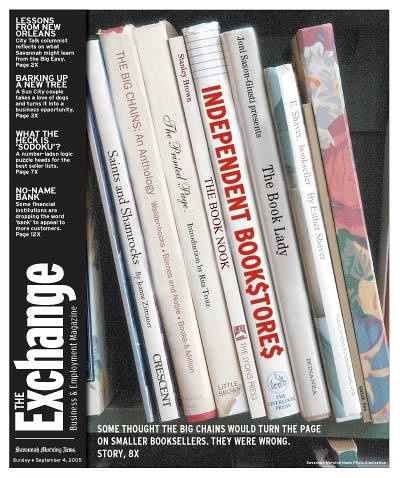 LESSONS
FROM NEW
ORLEANS
City Talk columnist
reflects on what
Savannah might learn
from the Big Easy.
Page 2X
BARKING UP
A NEW TREE
A Sun City couple
takes a love of dogs
and turns it into a
business opportunity.
Page 3X
WHAT THE
HECK IS
'SODOKU'?
A number-laden logic
puzzle heads for the
best seller lists.
Page 7X
NO-NAME
BANK
Some financial
institutions are
dropping the word
'bank' to appeal to
more customers.
Page 12X
THE Exchange
Business & Employment Magazine
Savannah Morning News
Sunday • September 4, 2005
Saints and Shamrocks
By Joanne Zimtauer
THE BIG CHAINS: An Anthology
Waldenbooks • Barnes and Noble • Books-A-Million
CRESCENT
The Printed Page
Introduction by Rita Trotz
Stanley Brown
THE BOOK NOOK
LITTLE BROWN
INDEPENDENT BOOK$TORE$
THE LYONS PRESS
Joni Saxon-Giusti presents
The Book Lady
THE
OVERLOOK
PRESS
E. Shaver, bookseller
By Esther Shaver
BONANZA
SOME THOUGHT THE BIG CHAINS WOULD TURN THE PAGE
ON SMALLER BOOKSELLERS. THEY WERE WRONG.
STORY, 8X
Savannah Morning News Photo Illustration